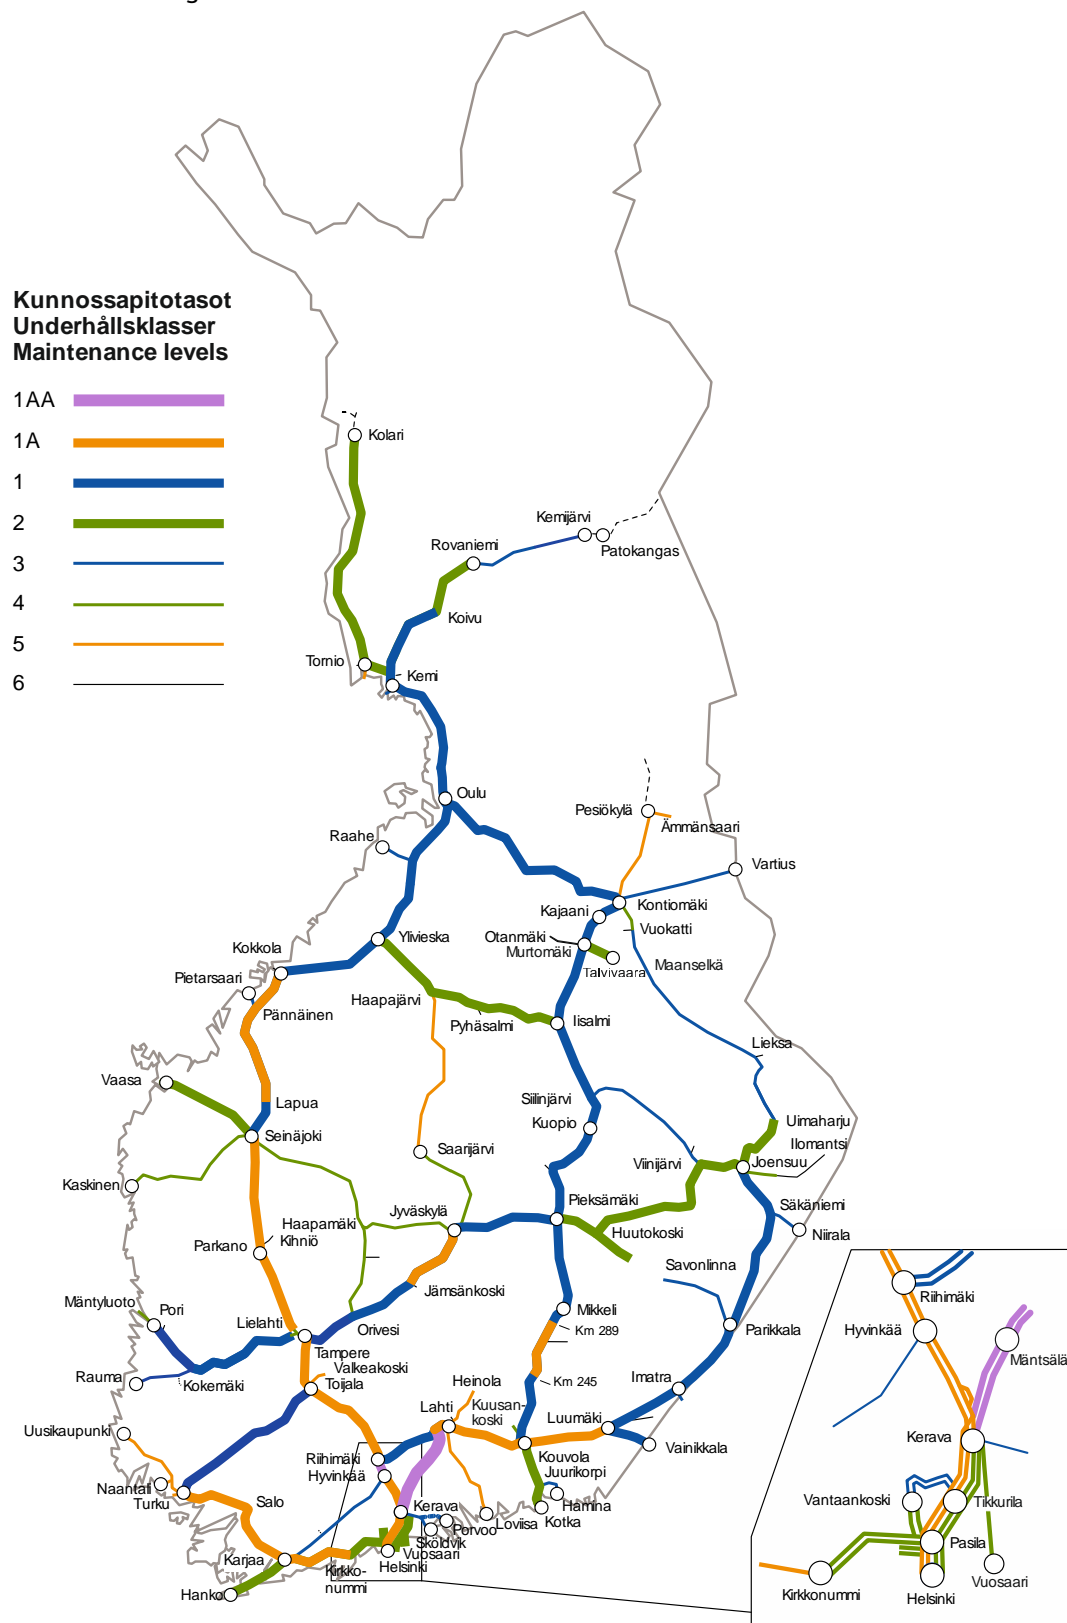 Kunnossapitotasot
Underhållsklasser
Maintenance levels
1AA
1A
1
2
3
4
5
6
Kolari
Kemijärvi
Rovaniemi
Patokangas
Koivu
Tornio
Kemi
Oulu
Pesiökylä
Ämmänsaari
Raahe
Vartius
Kontiomäki
Kajaani
Vuokatti
Ylivieska
Otanmäki
Murtomäki
Kokkola
Maanselkä
Talvivaara
Pietarsaari
Haapajärvi
Pännäinen
Pyhäsalmi
Iisalmi
Lieksa
Vaasa
Siilinjärvi
Lapua
Kuopio
Uimaharju
Seinäjoki
Ilomantsi
Saarijärvi
Viinijärvi
Joensuu
Kaskinen
Pieksämäki
Säkäniemi
Jyväskylä
Haapamäki
Kihniö
Huutokoski
Niirala
Parkano
Savonlinna
Jämsänkoski
Mäntyluoto
Pori
Mikkeli
Lielahti
Orivesi
Km 289
Parikkala
Tampere
Valkeakoski
Rauma
Kokemäki
Toijala
Heinola
Km 245
Imatra
Lahti
Kuusan-
koski
Luumäki
Uusikaupunki
Vainikkala
Riihimäki
Kouvola
Hyvinkää
Juurikorpi
Naantali
Turku
Salo
Kerava
Hamina
Porvoo
Loviisa
Kotka
Sköldvik
Vuosaari
Karjaa
Helsinki
Kirkko-
nummi
Hanko
Riihimäki
Hyvinkää
Mäntsälä
Kerava
Vantaankoski
Tikkurila
Pasila
Kirkkonummi
Helsinki
Vuosaari